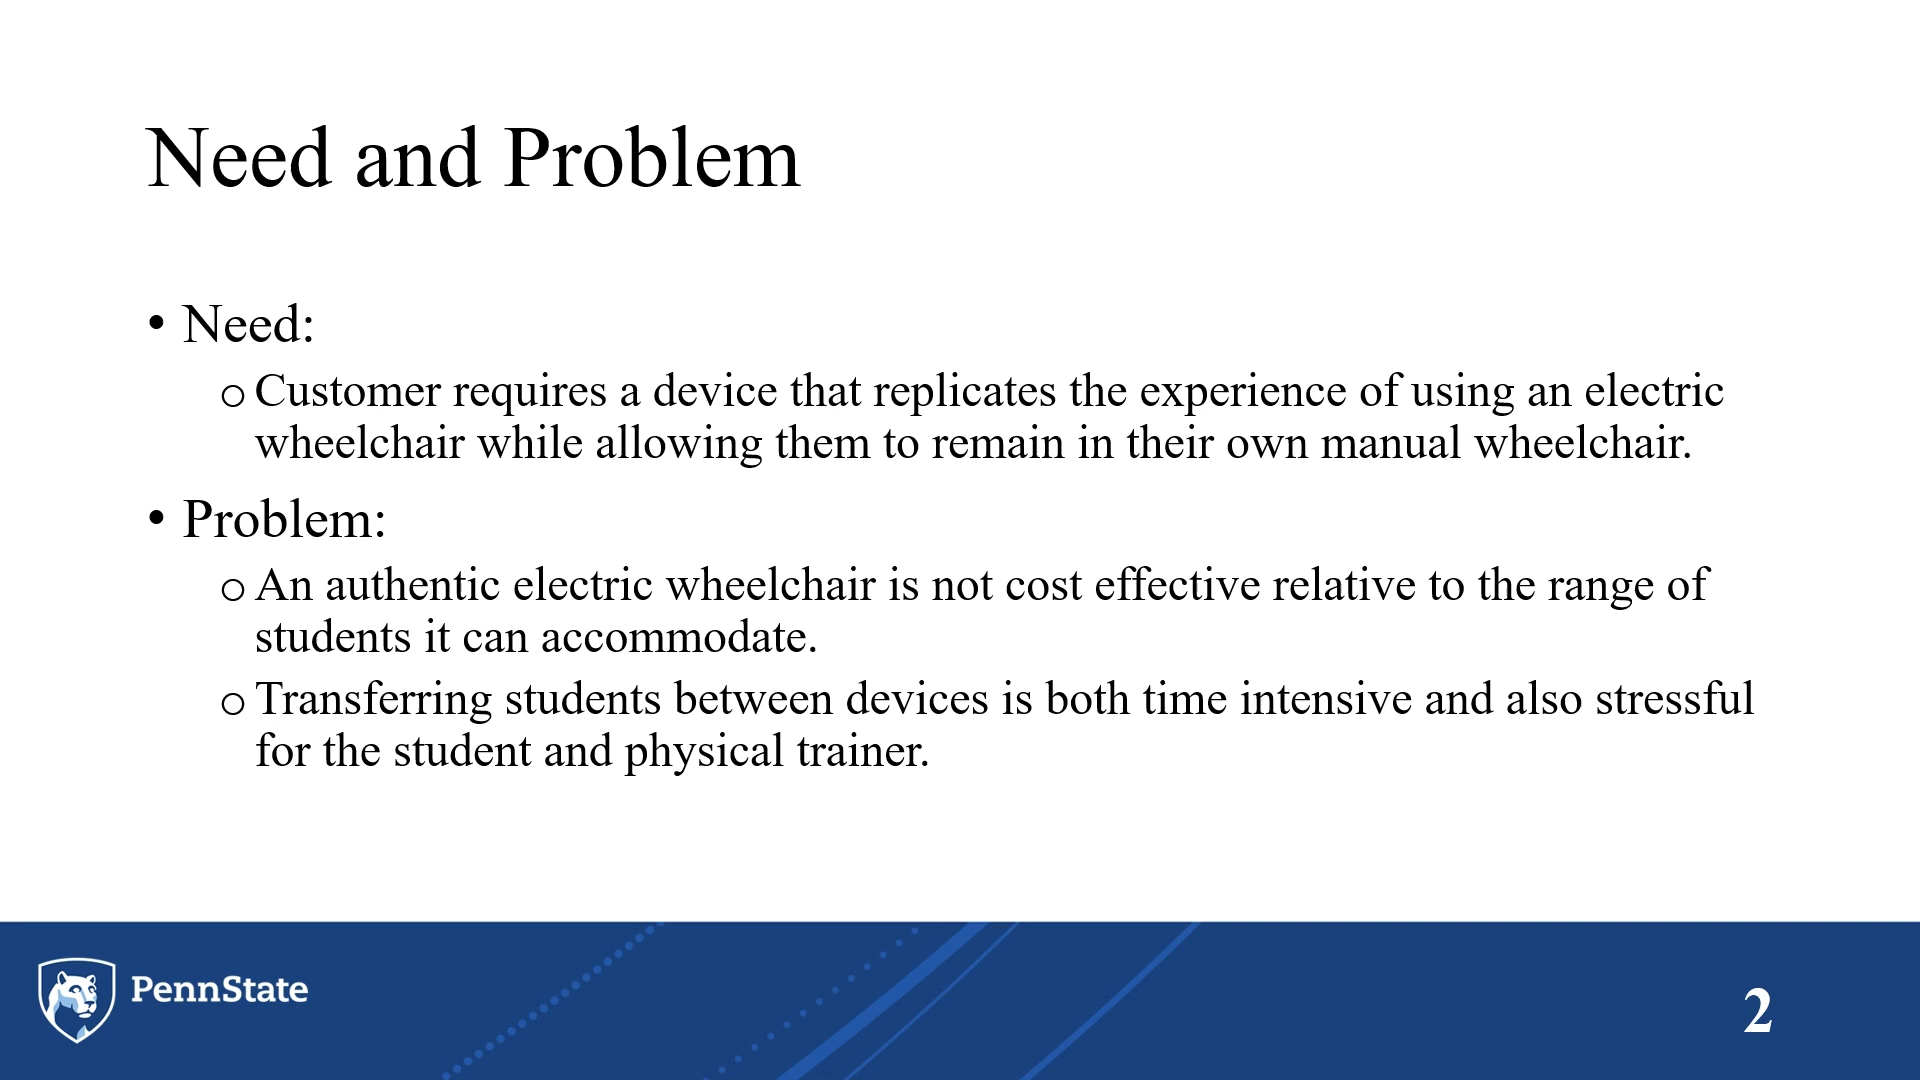 Need and Problem
• Need:
o Customer requires a device that replicates the experience of using an electric
wheelchair while allowing them to remain in their own manual wheelchair.
• Problem:
o An authentic electric wheelchair is not cost effective relative to the range of
students it can accommodate.
o Transferring students between devices is both time intensive and also stressful
for the student and physical trainer.
PennState
2